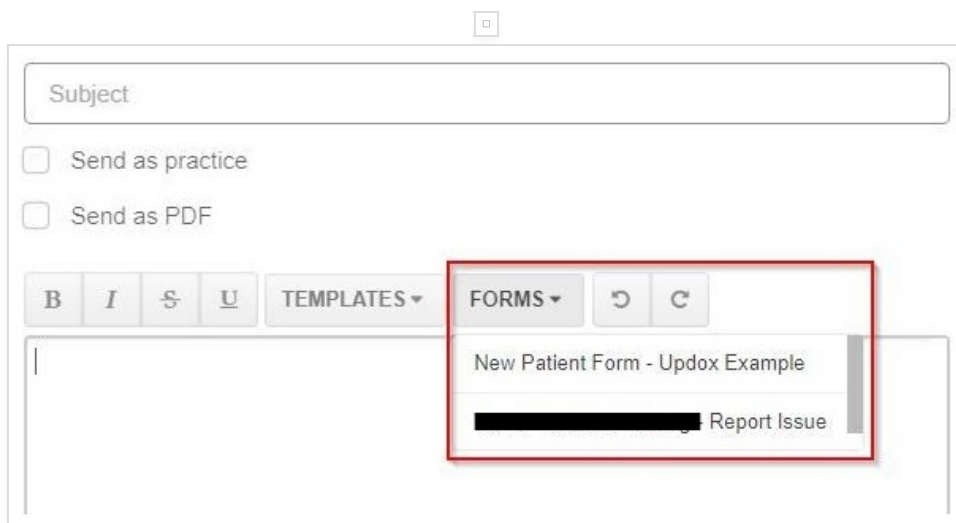 Subject
Send as practice
Send as PDF
B I S U TEMPLATES FORMS
New Patient Form - Updox Example
- Report Issue